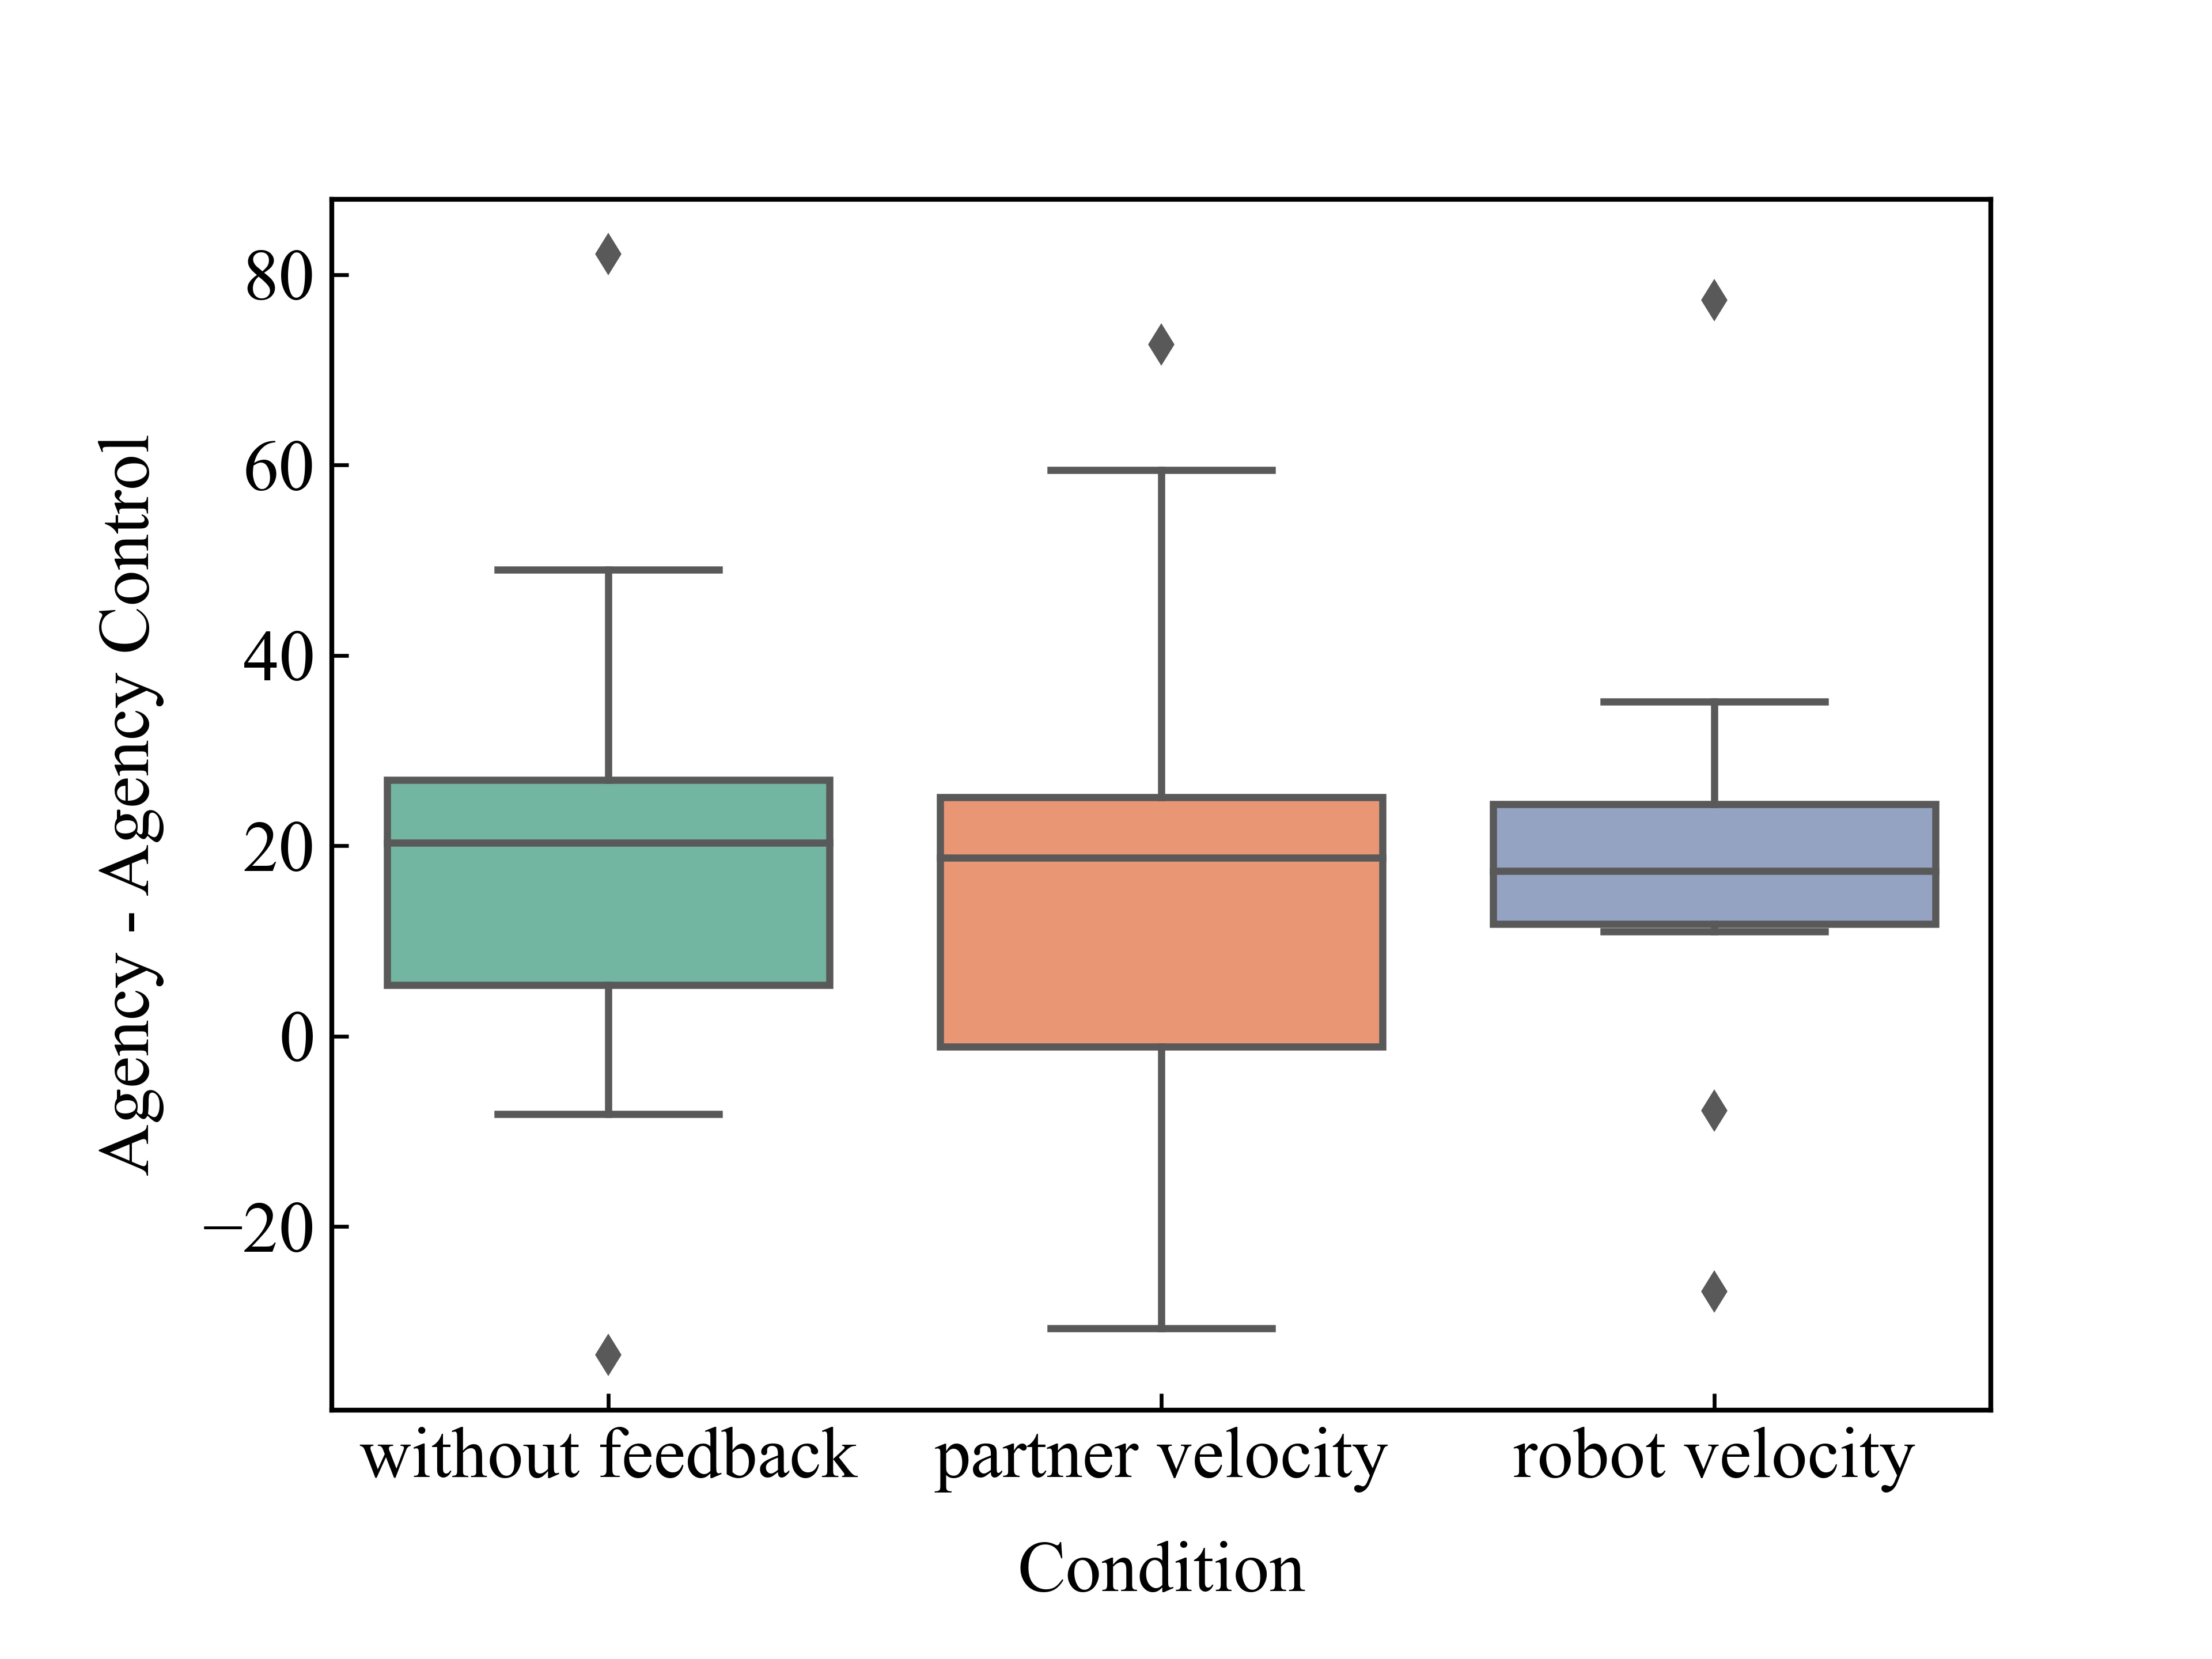 Agency - Agency Control
80
60
40
20
0
−20
without feedback
partner velocity
robot velocity
Condition